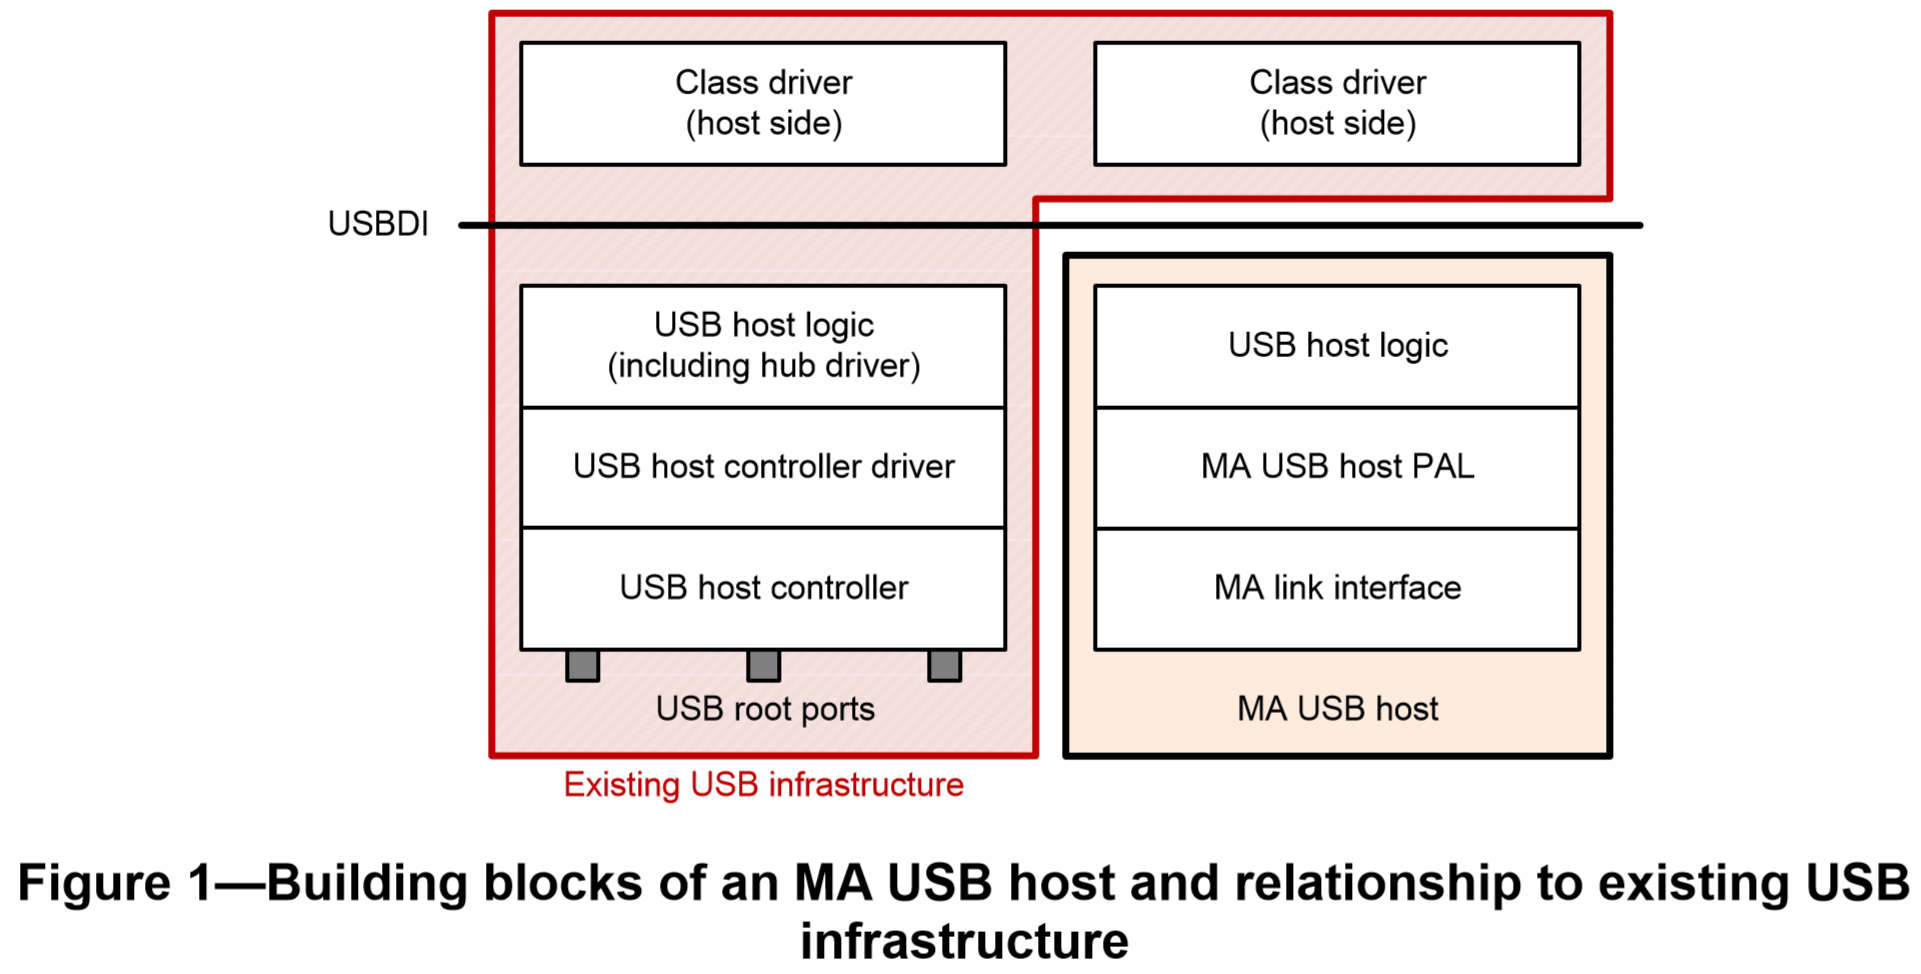 Class driver
(host side)
Class driver
(host side)
USBDI
USB host logic
(including hub driver)
USB host controller driver
USB host controller
USB root ports
USB host logic
MA USB host PAL
MA link interface
MA USB host
Existing USB infrastructure
Figure 1—Building blocks of an MA USB host and relationship to existing USB
infrastructure